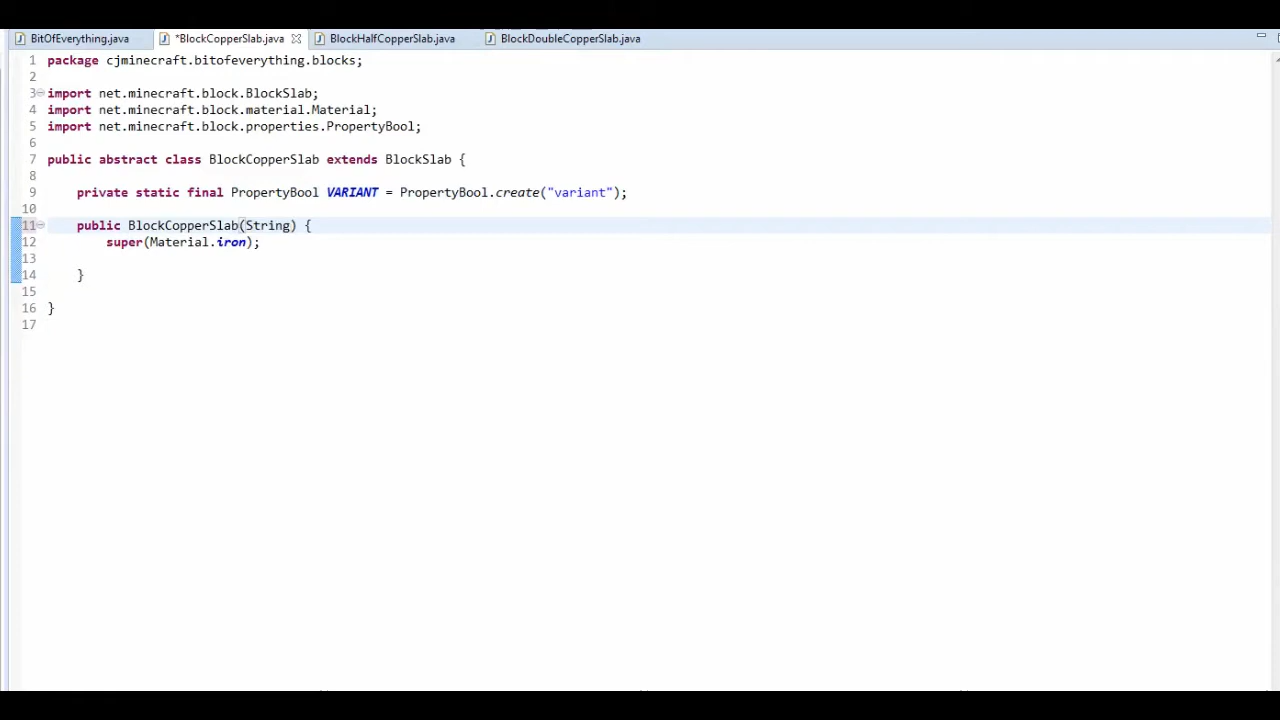 BitOfEverything.java *BlockCopperSlab.java BlockHalfCopperSlab.java BlockDoubleCopperSlab.java
1 package cjminecraft.bitofeverything.blocks;
2
3 import net.minecraft.block.BlockSlab;
4 import net.minecraft.block.material.Material;
5 import net.minecraft.block.properties.PropertyBool;
6
7 public abstract class BlockCopperSlab extends BlockSlab {
8
9     private static final PropertyBool VARIANT = PropertyBool.create("variant");
10
11     public BlockCopperSlab(String) {
12         super(Material.iron);
13
14     }
15
16 }
17